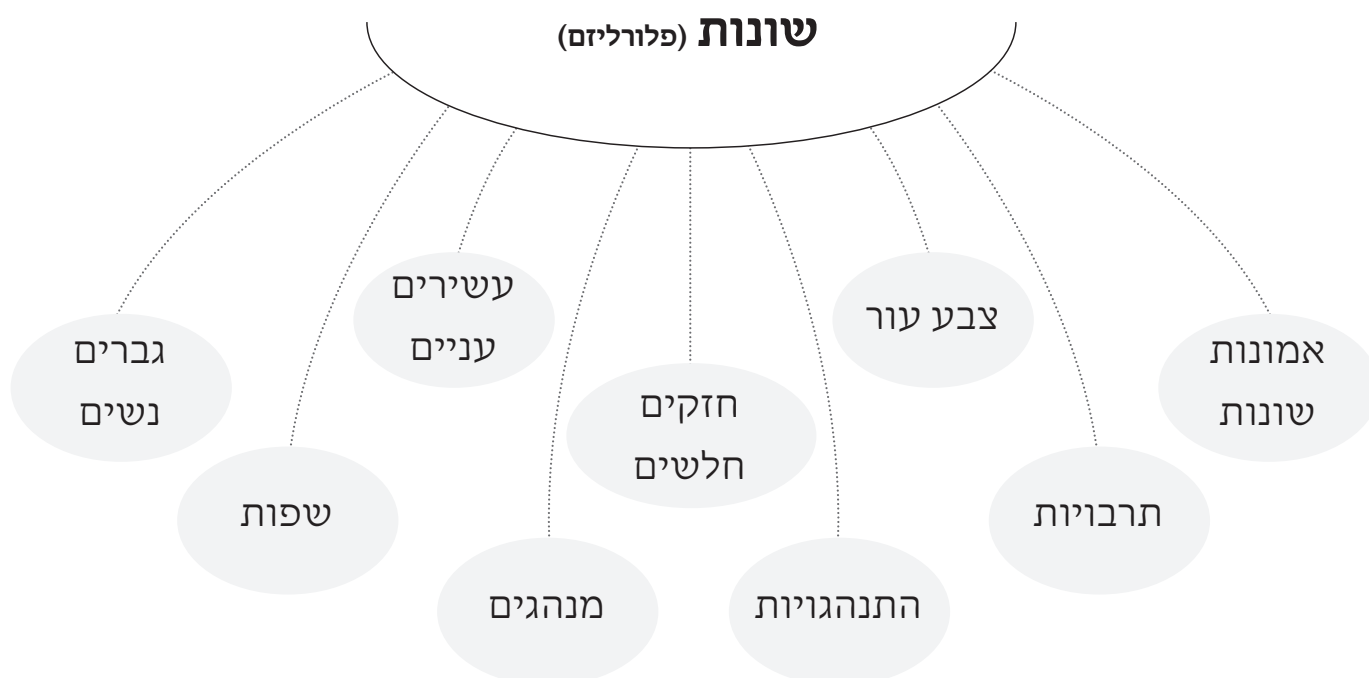 שונות (פלורליזם)
אמונות
שונות
תרבויות
צבע עור
התנהגויות
חזקים
חלשים
מנהגים
עשירים
עניים
שפות
גברים
נשים